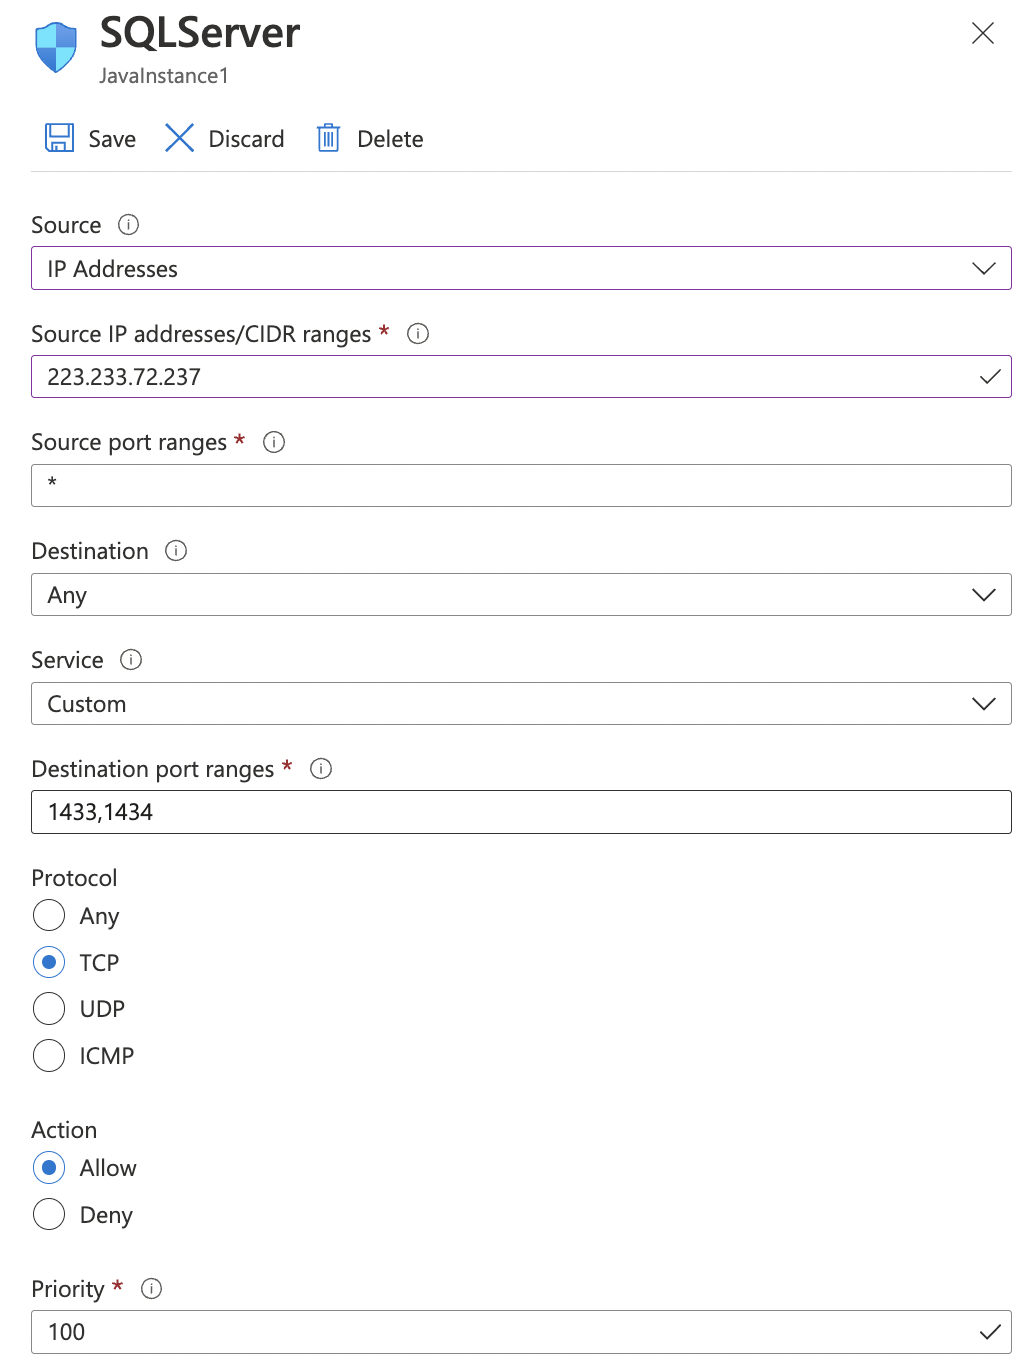 SQLServer
JavaInstance1
Save Discard Delete
Source
IP Addresses
Source IP addresses/CIDR ranges *
223.233.72.237
Source port ranges *
*
Destination
Any
Service
Custom
Destination port ranges *
1433,1434
Protocol
Any
TCP
UDP
ICMP
Action
Allow
Deny
Priority *
100